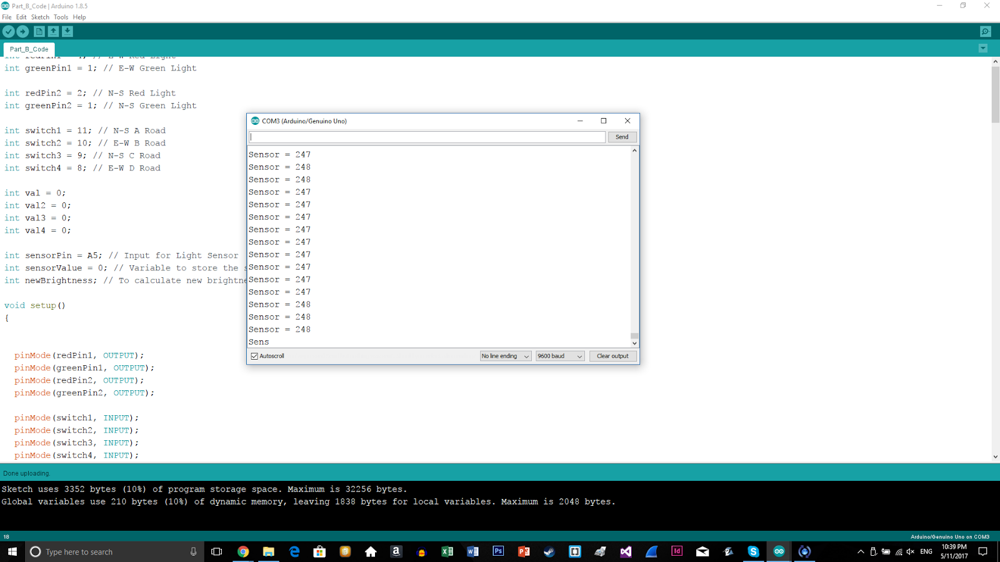 Part_B_Code | Arduino 1.8.5
File Edit Sketch Tools Help
Part_B_Code
int greenPin1 = 1; // E-W Green Light
int redPin2 = 2; // N-S Red Light
int greenPin2 = 1; // N-S Green Light
int switch1 = 11; // N-S A Road
int switch2 = 10; // E-W B Road
int switch3 = 9; // N-S C Road
int switch4 = 8; // E-W D Road
int val = 0;
int val2 = 0;
int val3 = 0;
int val4 = 0;
int sensorPin = A5; // Input for Light Sensor
int sensorValue = 0; // Variable to store the
int newBrightness; // To calculate new brightne
void setup()
{
pinMode(redPin1, OUTPUT);
pinMode(greenPin1, OUTPUT);
pinMode(redPin2, OUTPUT);
pinMode(greenPin2, OUTPUT);
pinMode(switch1, INPUT);
pinMode(switch2, INPUT);
pinMode(switch3, INPUT);
pinMode(switch4, INPUT);
COM3 (Arduino/Genuino Uno)
Send
Sensor = 247
Sensor = 248
Sensor = 248
Sensor = 247
Sensor = 247
Sensor = 247
Sensor = 247
Sensor = 247
Sensor = 247
Sensor = 247
Sensor = 247
Sensor = 247
Sensor = 248
Sensor = 248
Sensor = 248
Sens
Autoscroll
No line ending
9600 baud
Clear output
Done uploading.
Sketch uses 3352 bytes (10%) of program storage space. Maximum is 32256 bytes.
Global variables use 210 bytes (10%) of dynamic memory, leaving 1838 bytes for local variables. Maximum is 2048 bytes.
18
Arduino/Genuino Uno on COM3
Type here to search
ENG
10:39 PM
5/11/2017